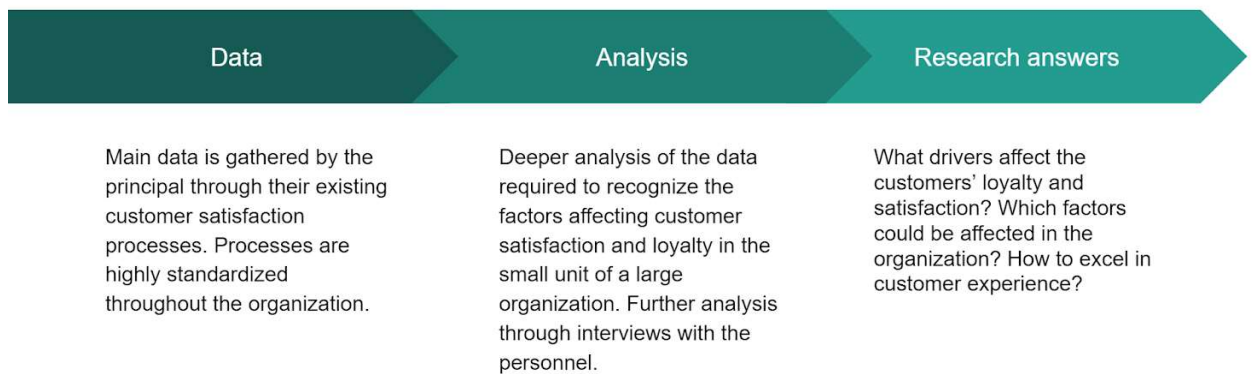 Data
Analysis
Research answers
Main data is gathered by the
principal through their existing
customer satisfaction
processes. Processes are
highly standardized
throughout the organization.
Deeper analysis of the data
required to recognize the
factors affecting customer
satisfaction and loyalty in the
small unit of a large
organization. Further analysis
through interviews with the
personnel.
What drivers affect the
customers’ loyalty and
satisfaction? Which factors
could be affected in the
organization? How to excel in
customer experience?